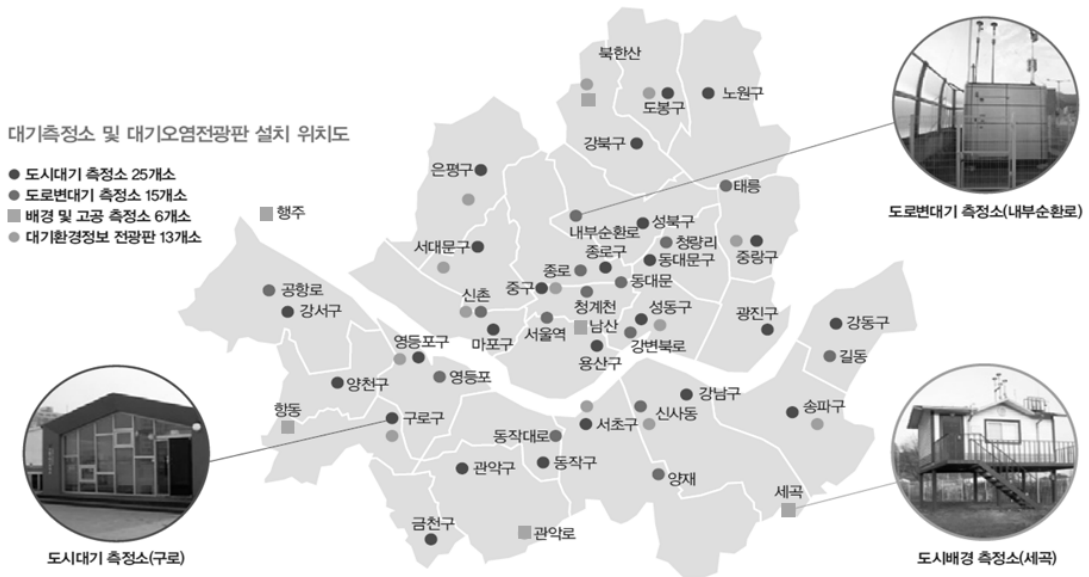 대기측정소 및 대기오염전광판 설치 위치도
도시대기 측정소 25개소
도로변대기 측정소 15개소
배경 및 고공 측정소 6개소
대기환경정보 전광판 13개소
북한산
도봉구
노원구
강북구
은평구
태릉
행주
내부순환로
성북구
서대문구
종로구
청량리
중랑구
동대문구
종로
동대문
공항로
신촌
중구
청계천
강서구
성동구
광진구
강동구
마포구
서울역
남산
영등포구
용산구
강변북로
길동
양천구
영등포
강남구
항동
구로구
서초구
신사동
송파구
동작대로
관악구
동작구
양재
세곡
금천구
관악로
도로변대기 측정소(내부순환로)
도시대기 측정소(구로)
도시배경 측정소(세곡)